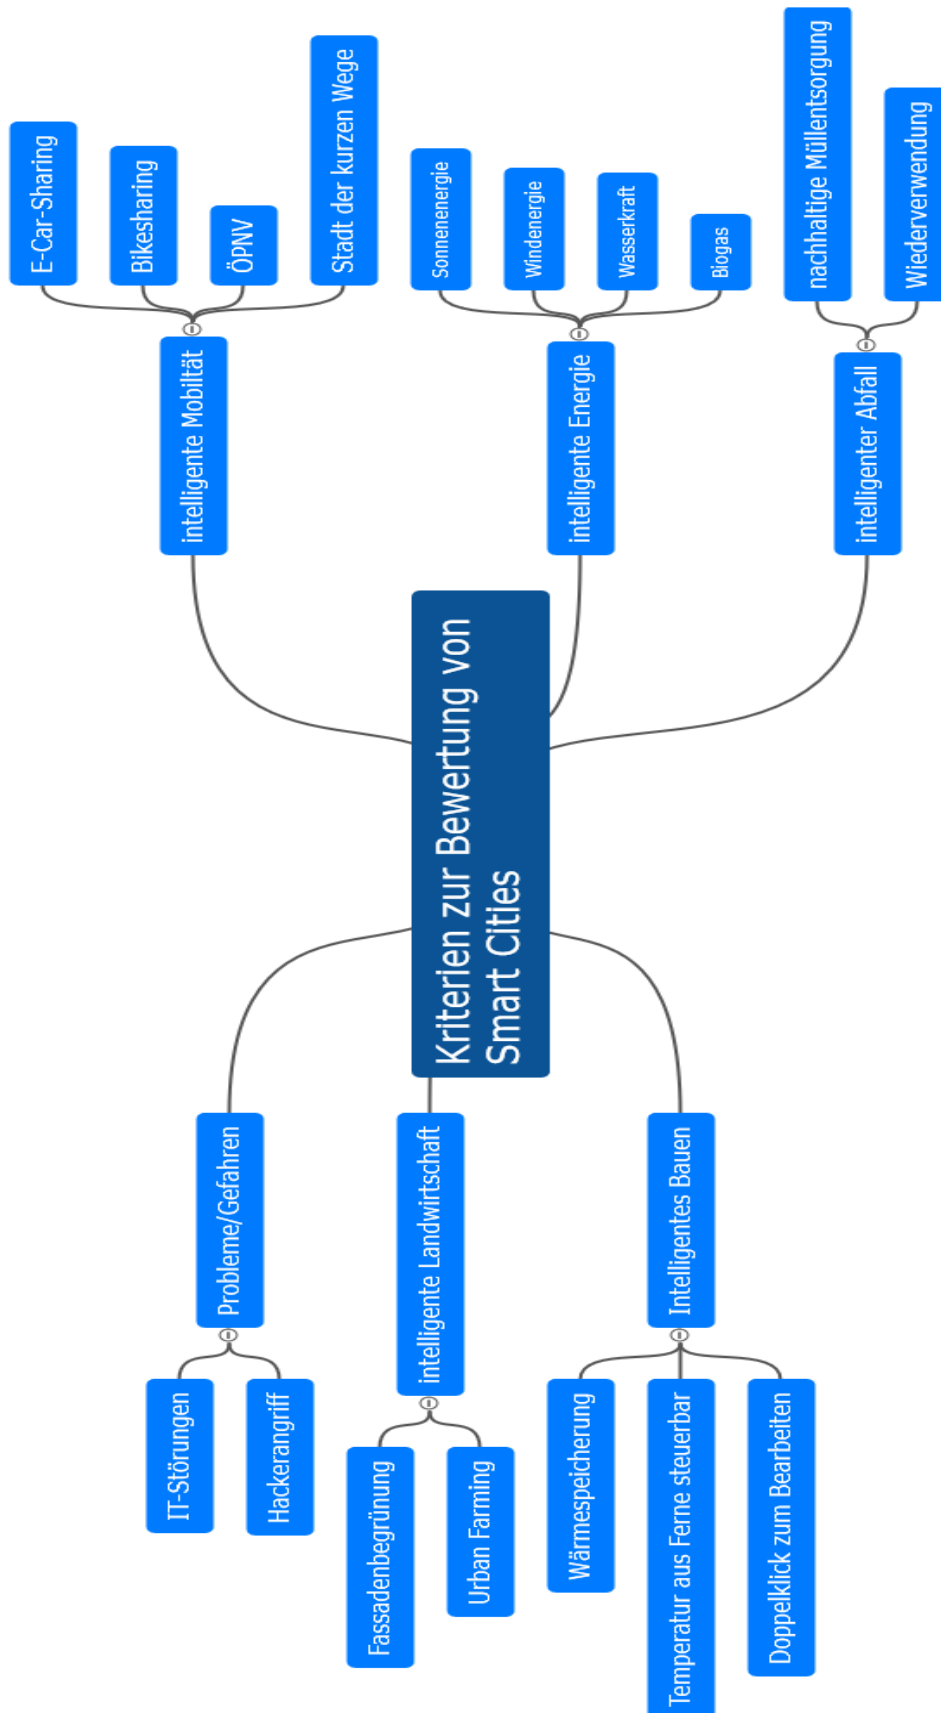 Kriterien zur Bewertung von
Smart Cities
intelligente Mobiltät
E-Car-Sharing
Bikesharing
ÖPNV
Stadt der kurzen Wege
intelligente Energie
Sonnenenergie
Windenergie
Wasserkraft
Biogas
intelligenter Abfall
nachhaltige Müllentsorgung
Wiederverwendung
Probleme/Gefahren
IT-Störungen
Hackerangriff
intelligente Landwirtschaft
Fassadenbegrünung
Urban Farming
Intelligentes Bauen
Wärmespeicherung
Temperatur aus Ferne steuerbar
Doppelklick zum Bearbeiten